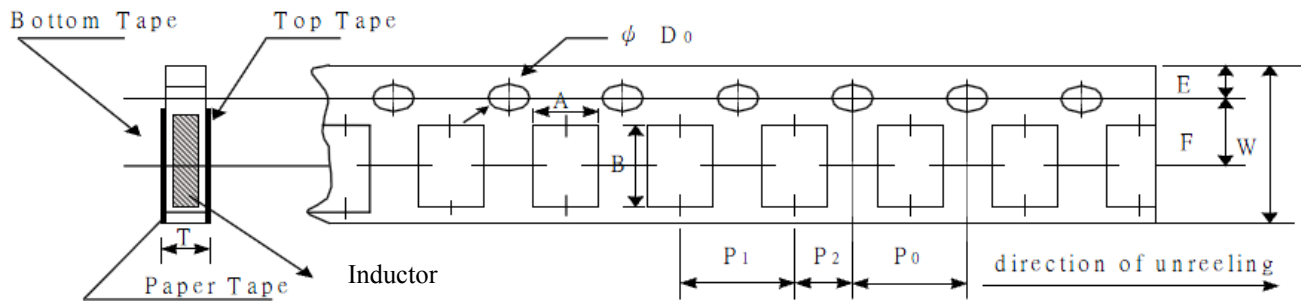 Bottom Tape
Top Tape
ψ D0
A
B
E
F
W
T
P1
P2
P0
Inductor
Paper Tape
direction of unreeling